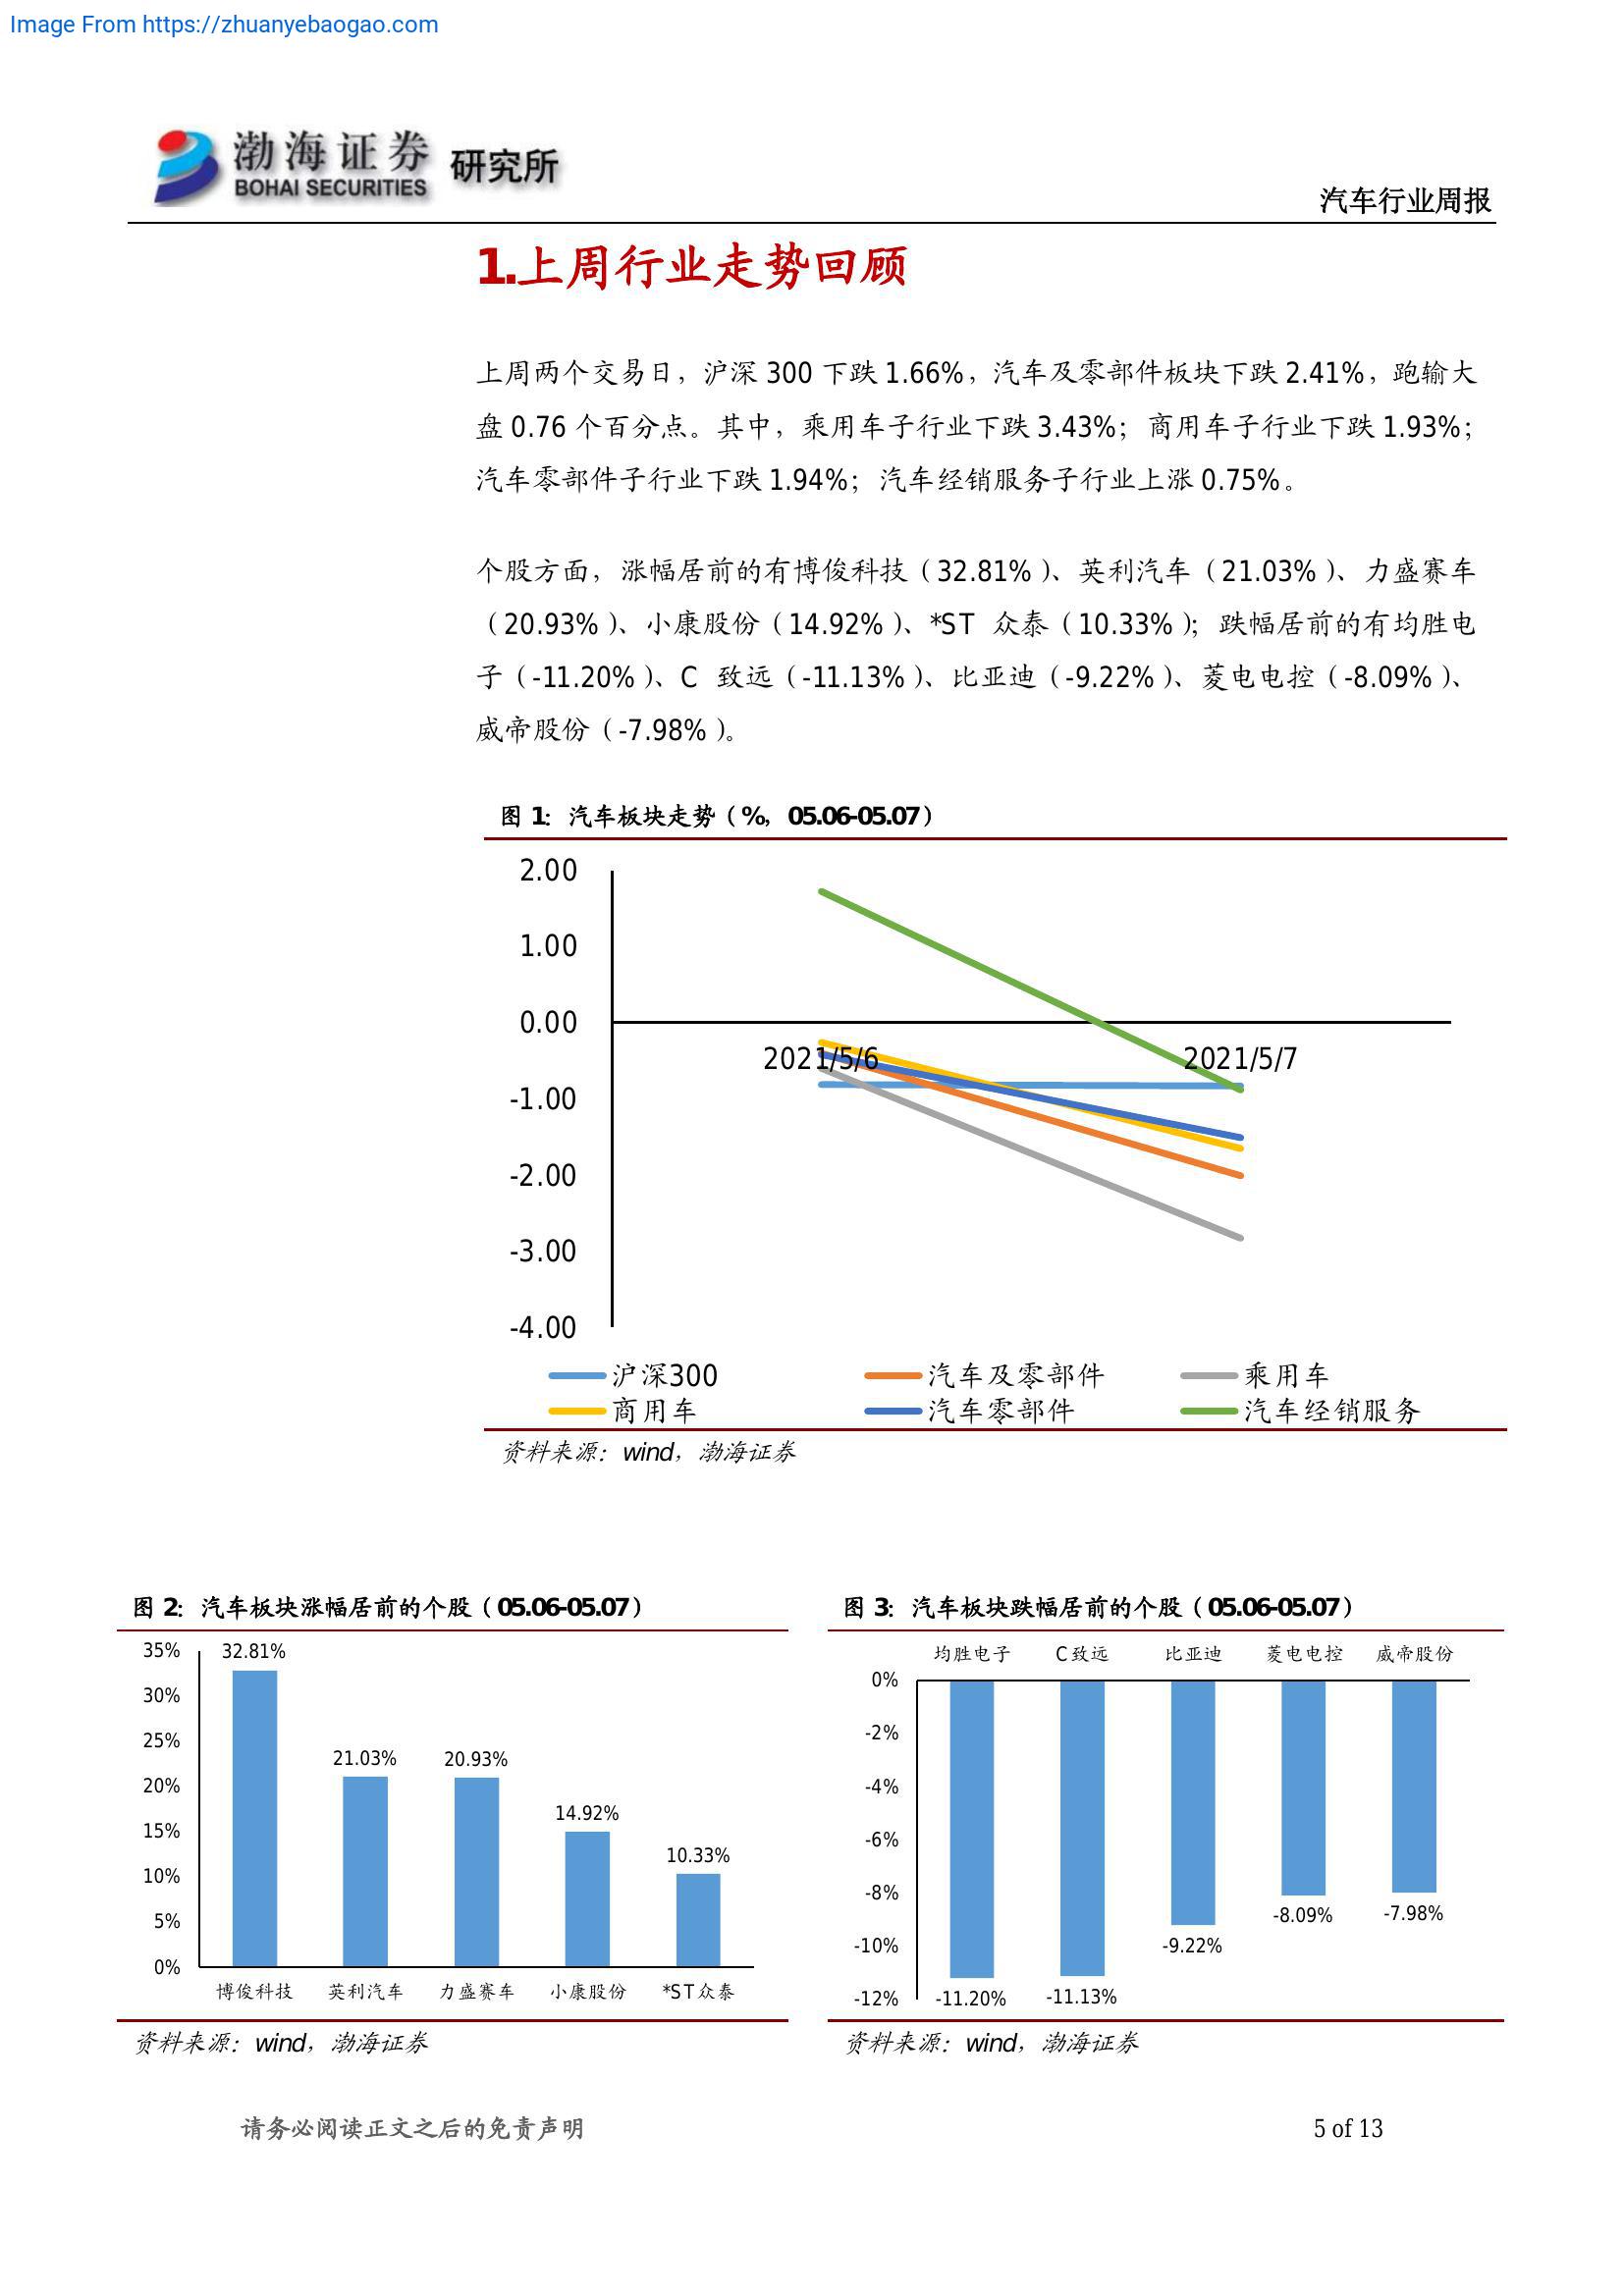 Image From https://zhuanyebaogao.com
渤海证券 研究所
BOHAI SECURITIES
汽车行业周报
1.上周行业走势回顾
上周两个交易日，沪深 300 下跌 1.66%，汽车及零部件板块下跌 2.41%，跑输大
盘 0.76 个百分点。其中，乘用车子行业下跌 3.43%；商用车子行业下跌 1.93%；
汽车零部件子行业下跌 1.94%；汽车经销服务子行业上涨 0.75%。
个股方面，涨幅居前的有博俊科技（32.81%）、英利汽车（21.03%）、力盛赛车
（20.93%）、小康股份（14.92%）、*ST 众泰（10.33%）；跌幅居前的有均胜电
子（-11.20%）、C 致远（-11.13%）、比亚迪（-9.22%）、菱电电控（-8.09%）、
威帝股份（-7.98%）。
图 1：汽车板块走势（%，05.06-05.07）
2.00
1.00
0.00
2021/5/6 2021/5/7
-1.00
-2.00
-3.00
-4.00
沪深300 汽车及零部件 乘用车
商用车 汽车零部件 汽车经销服务
资料来源：wind，渤海证券
图 2：汽车板块涨幅居前的个股（05.06-05.07）
35%
30%
25%
20%
15%
10%
5%
0%
32.81%
21.03%
20.93%
14.92%
10.33%
博俊科技 英利汽车 力盛赛车 小康股份 *ST众泰
资料来源：wind，渤海证券
图 3：汽车板块跌幅居前的个股（05.06-05.07）
均胜电子 C致远 比亚迪 菱电电控 威帝股份
0%
-2%
-4%
-6%
-8%
-10%
-12%
-11.20%
-11.13%
-9.22%
-8.09%
-7.98%
资料来源：wind，渤海证券
请务必阅读正文之后的免责声明
5 of 13